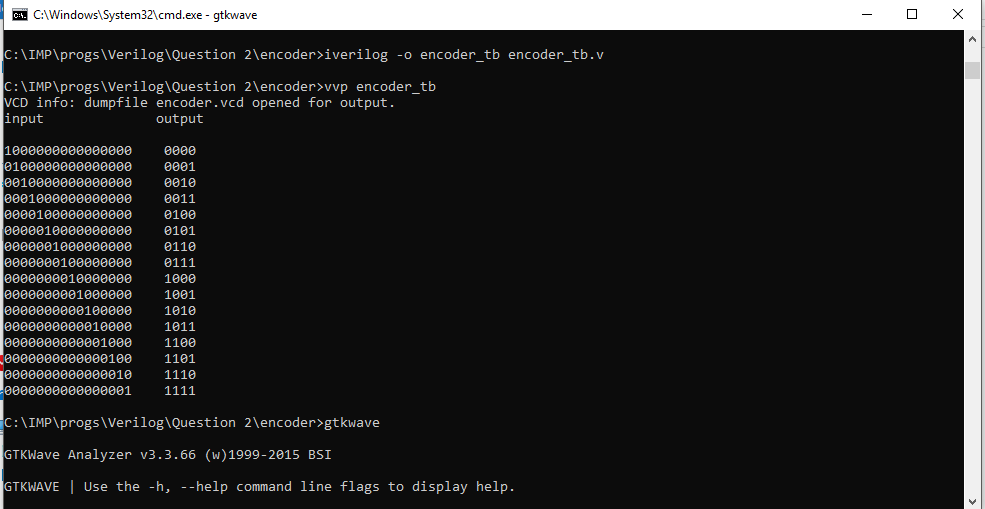 C:\Windows\System32\cmd.exe - gtkwave
C:\IMP\progs\Verilog\Question 2\encoder>iverilog -o encoder_tb encoder_tb.v
C:\IMP\progs\Verilog\Question 2\encoder>vvp encoder_tb
VCD info: dumpfile encoder.vcd opened for output.
input              output
1000000000000000    0000
0100000000000000    0001
0010000000000000    0010
0001000000000000    0011
0000100000000000    0100
0000010000000000    0101
0000001000000000    0110
0000000100000000    0111
0000000010000000    1000
0000000001000000    1001
0000000000100000    1010
0000000000010000    1011
0000000000001000    1100
0000000000000100    1101
0000000000000010    1110
0000000000000001    1111
C:\IMP\progs\Verilog\Question 2\encoder>gtkwave
GTKWave Analyzer v3.3.66 (w)1999-2015 BSI
GTKWAVE | Use the -h, --help command line flags to display help.